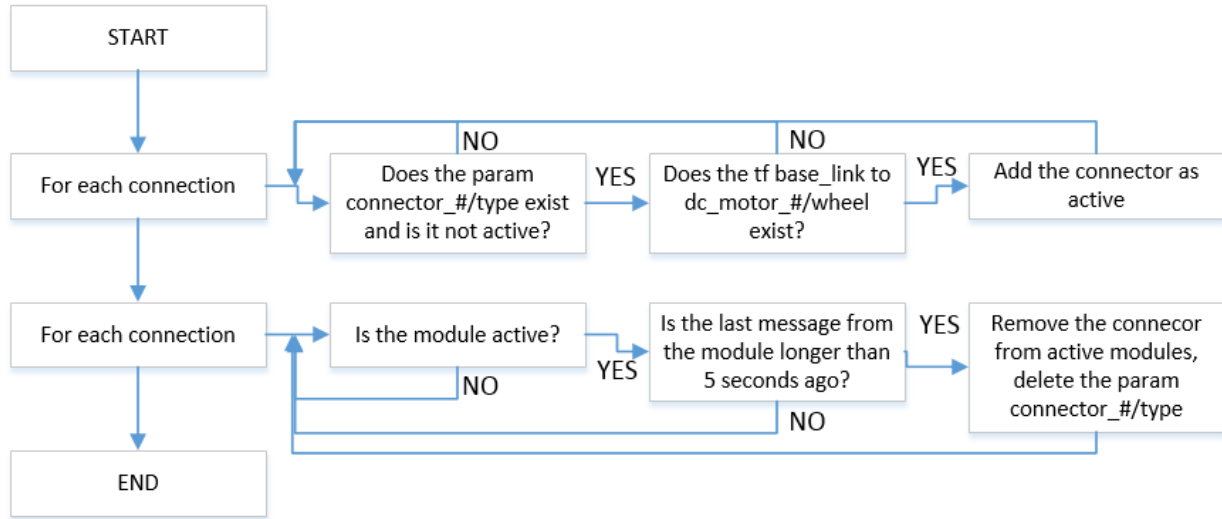 START
NO
NO
For each connection
Does the param
connector_#/type exist
and is it not active?
YES
Does the tf base_link to
dc_motor_#/wheel
exist?
YES
Add the connector as
active
For each connection
Is the module active?
YES
NO
Is the last message from
the module longer than
5 seconds ago?
YES
NO
Remove the connecor
from active modules,
delete the param
connector_#/type
END